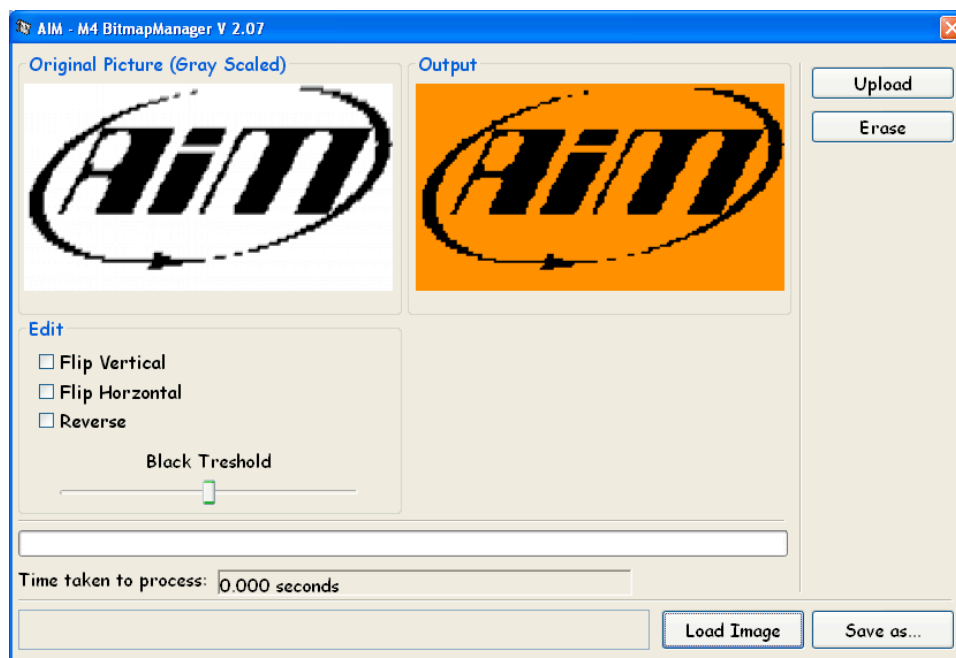 AIM - M4 BitmapManager V 2.07
Original Picture (Gray Scaled)
Output
AiM
AiM
Upload
Erase
Edit
Flip Vertical
Flip Horzontal
Reverse
Black Treshold
Time taken to process: 0.000 seconds
Load Image
Save as...